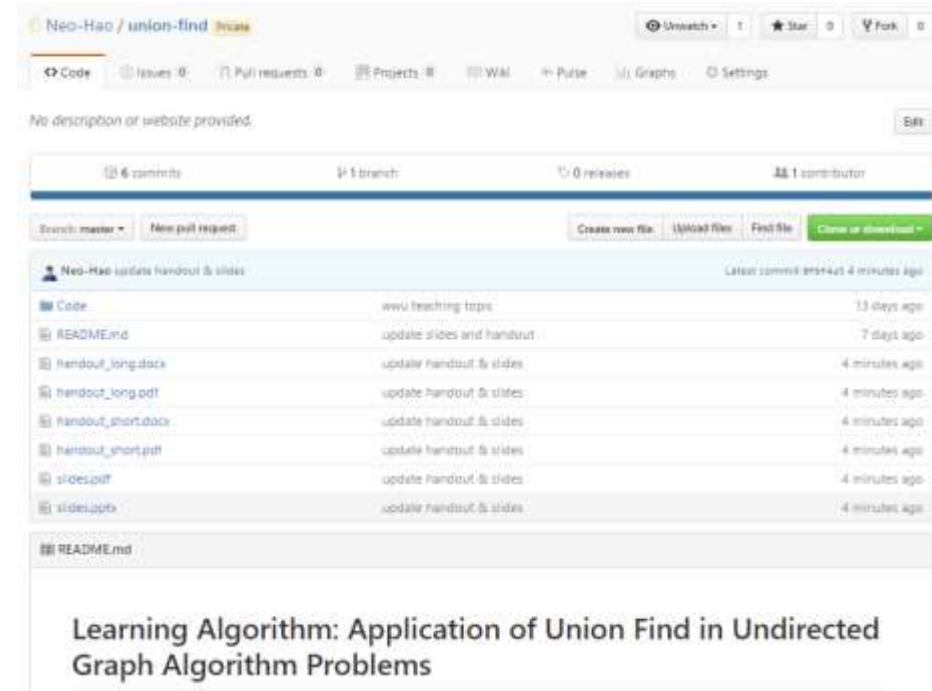 Neo-Hao / union-find Private Unwatch 1 Star 0 Fork 0
Code Issues 0 Pull requests 0 Projects 0 Wiki Pulse Graphs Settings
No description or website provided. Edit
6 commits 1 branch 0 releases 1 contributor
Branch: master New pull request Create new file Upload files Find file Clone or download
Neo-Hao update handout & slides Latest commit 4 minutes ago
Code wwu teaching topic 13 days ago
README.md update slides and handout 7 days ago
handout_long.docx update handout & slides 4 minutes ago
handout_long.pdf update handout & slides 4 minutes ago
handout_short.docx update handout & slides 4 minutes ago
handout_short.pdf update handout & slides 4 minutes ago
slides.pdf update handout & slides 4 minutes ago
slides.pptx update handout & slides 4 minutes ago
README.md
Learning Algorithm: Application of Union Find in Undirected
Graph Algorithm Problems